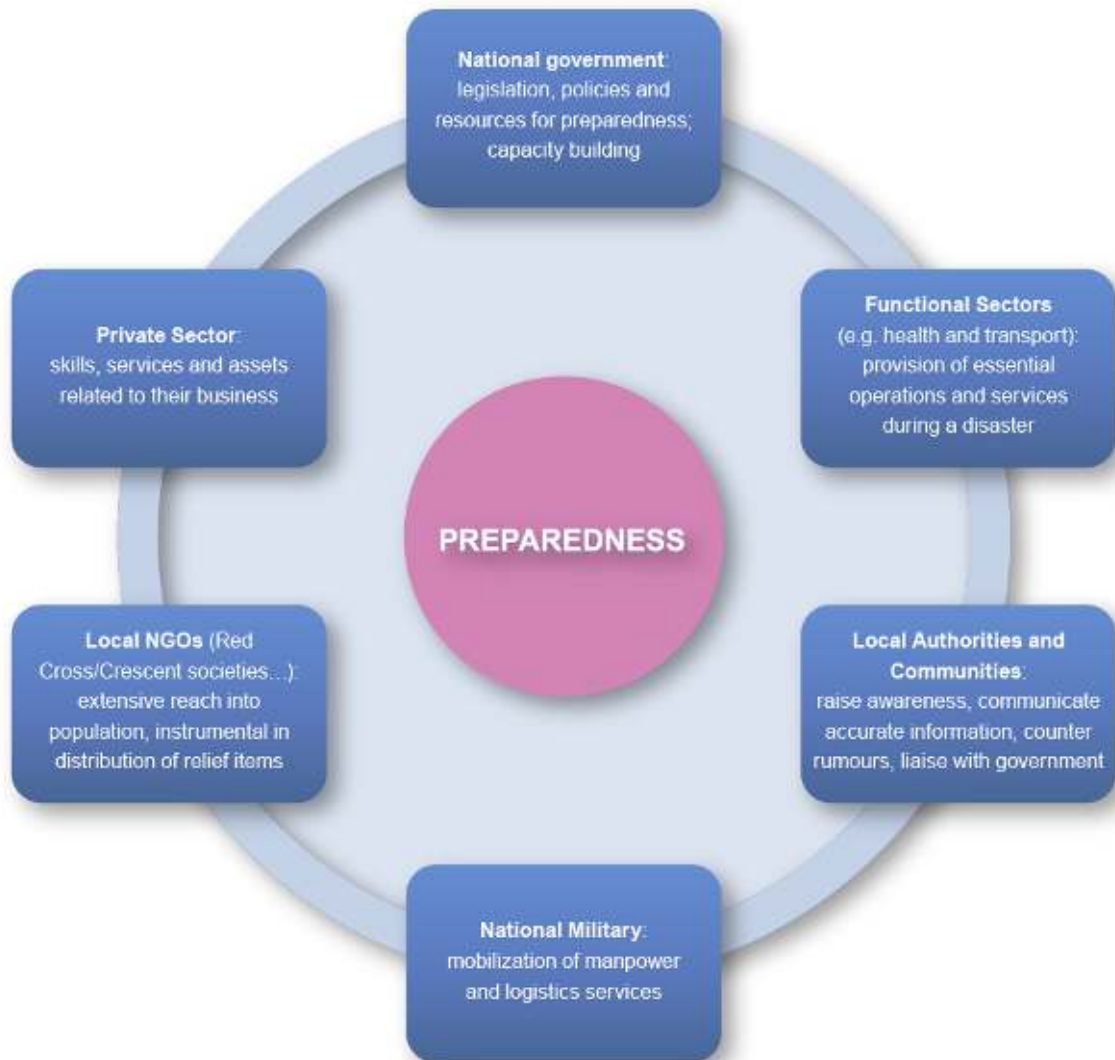 National government:
legislation, policies and
resources for preparedness;
capacity building
Private Sector:
skills, services and assets
related to their business
Functional Sectors
(e.g. health and transport):
provision of essential
operations and services
during a disaster
PREPAREDNESS
Local NGOs (Red
Cross/Crescent societies...):
extensive reach into
population, instrumental in
distribution of relief items
Local Authorities and
Communities:
raise awareness, communicate
accurate information, counter
rumours, liaise with government
National Military:
mobilization of manpower
and logistics services